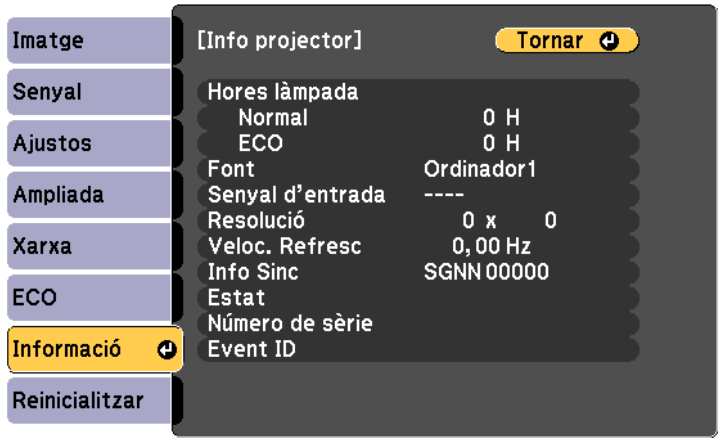 Imatge
Senyal
Ajustos
Ampliada
Xarxa
ECO
Informació
Reinicialitzar
[Info projector] Tornar
Hores làmpada
Normal 0 H
ECO 0 H
Font Ordinador1
Senyal d’entrada ----
Resolució 0 x 0
Veloc. Refresc 0,00 Hz
Info Sinc SGNN 00000
Estat
Número de sèrie
Event ID